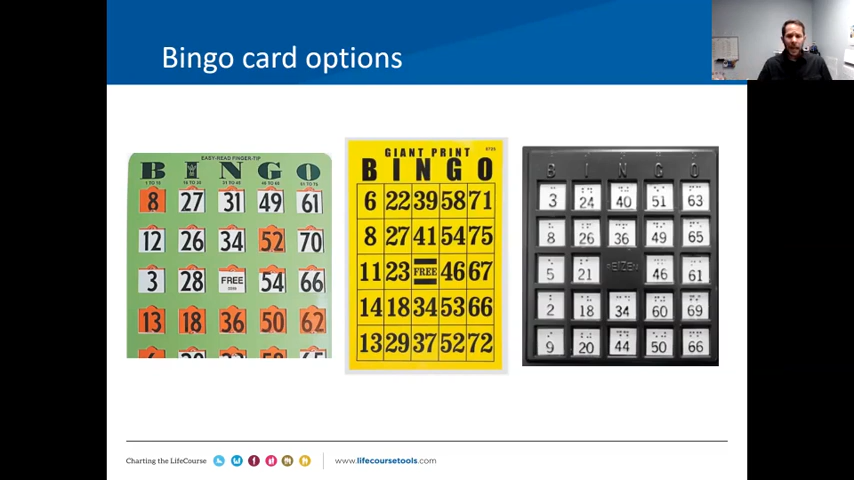 Bingo card options
EASY-READ FINGER-TIP
B I N G O
8 27 31 49 61
12 26 34 52 70
3 28 FREE 54 66
13 18 36 50 62
GIANT PRINT
B I N G O
6 22 39 58 71
8 27 41 54 75
11 23 FREE 46 67
14 18 34 53 66
13 29 37 52 72
B I N G O
3 24 40 51 63
8 26 36 49 65
5 21 46 61
2 18 34 60 69
9 20 44 50 66
Charting the LifeCourse
www.lifecoursetools.com